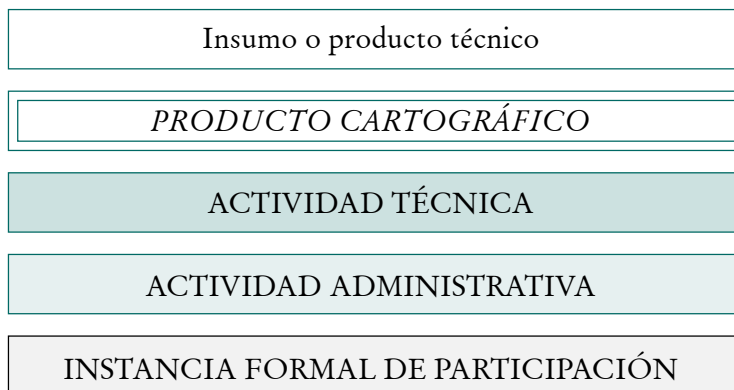 Insumo o producto técnico
PRODUCTO CARTOGRÁFICO
ACTIVIDAD TÉCNICA
ACTIVIDAD ADMINISTRATIVA
INSTANCIA FORMAL DE PARTICIPACIÓN